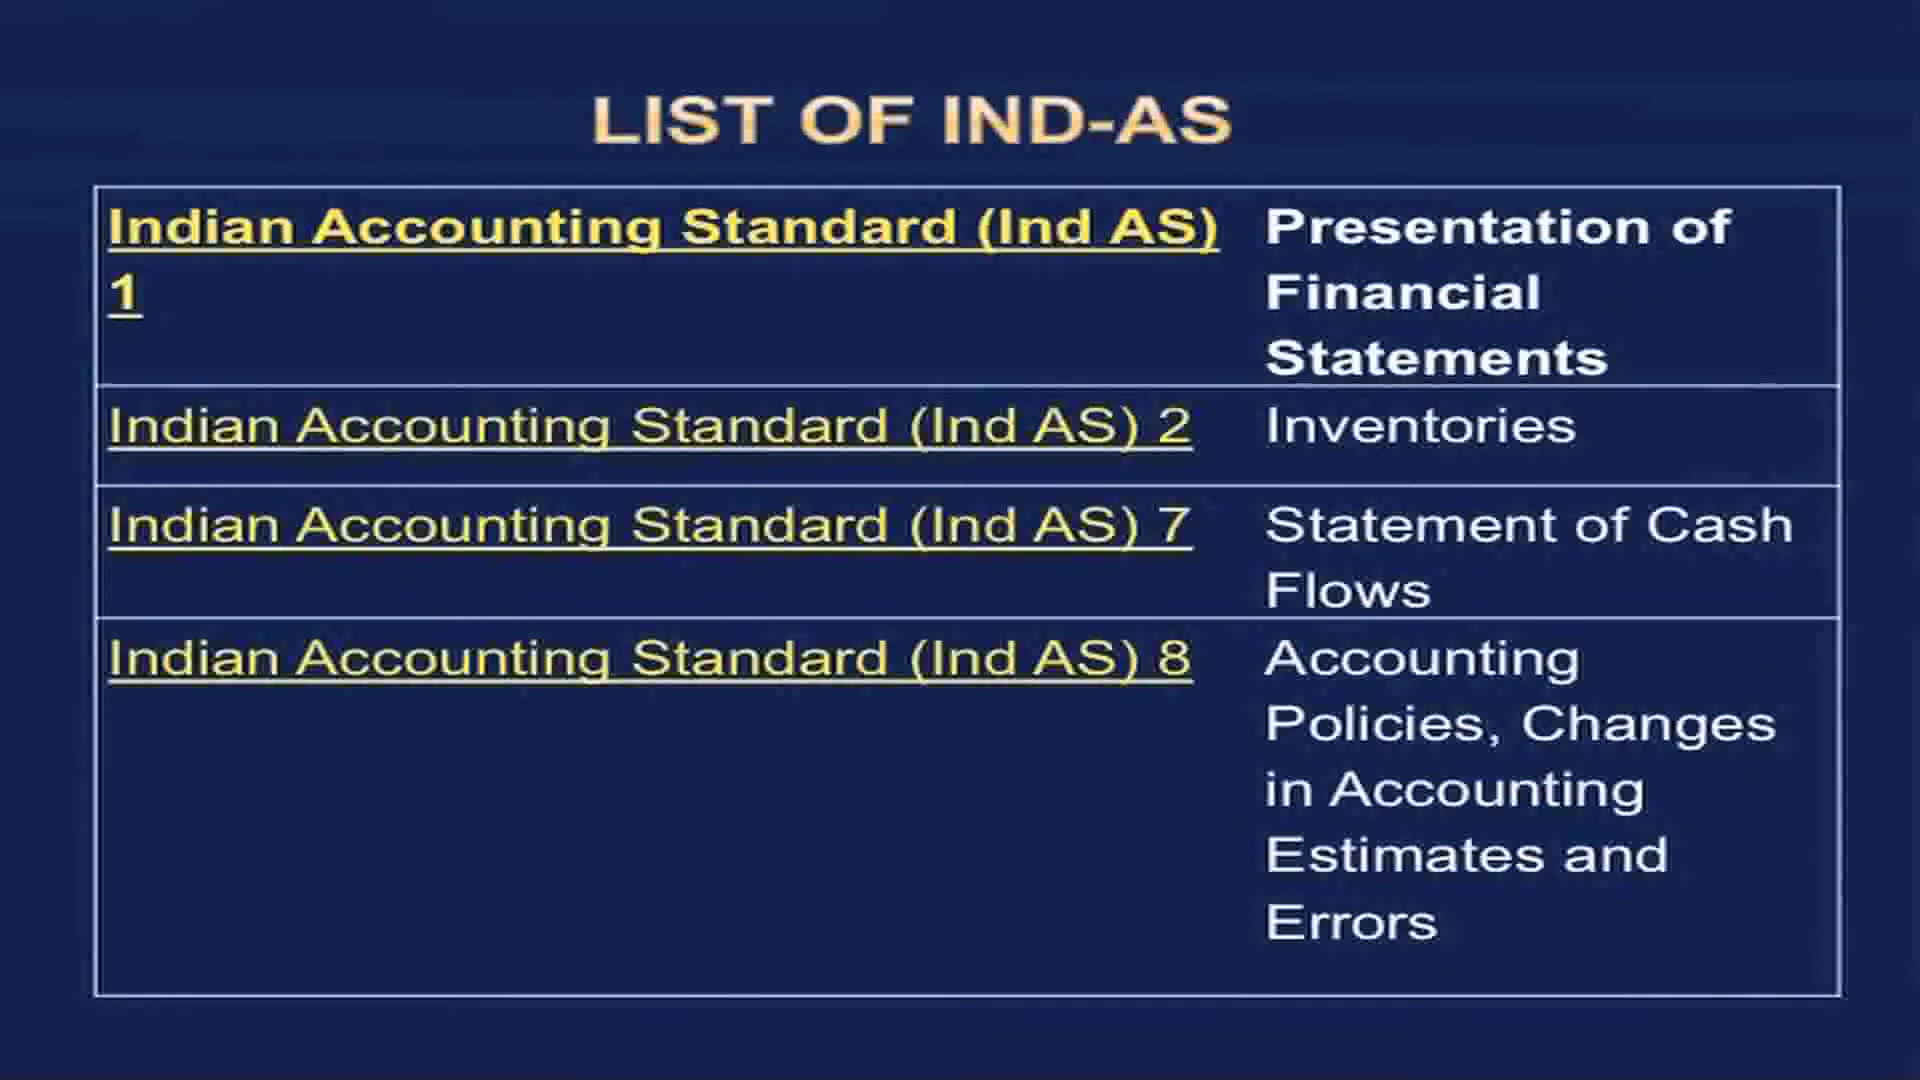 LIST OF IND-AS
Indian Accounting Standard (Ind AS)
1
Presentation of
Financial
Statements
Indian Accounting Standard (Ind AS) 2
Inventories
Indian Accounting Standard (Ind AS) 7
Statement of Cash
Flows
Indian Accounting Standard (Ind AS) 8
Accounting
Policies, Changes
in Accounting
Estimates and
Errors